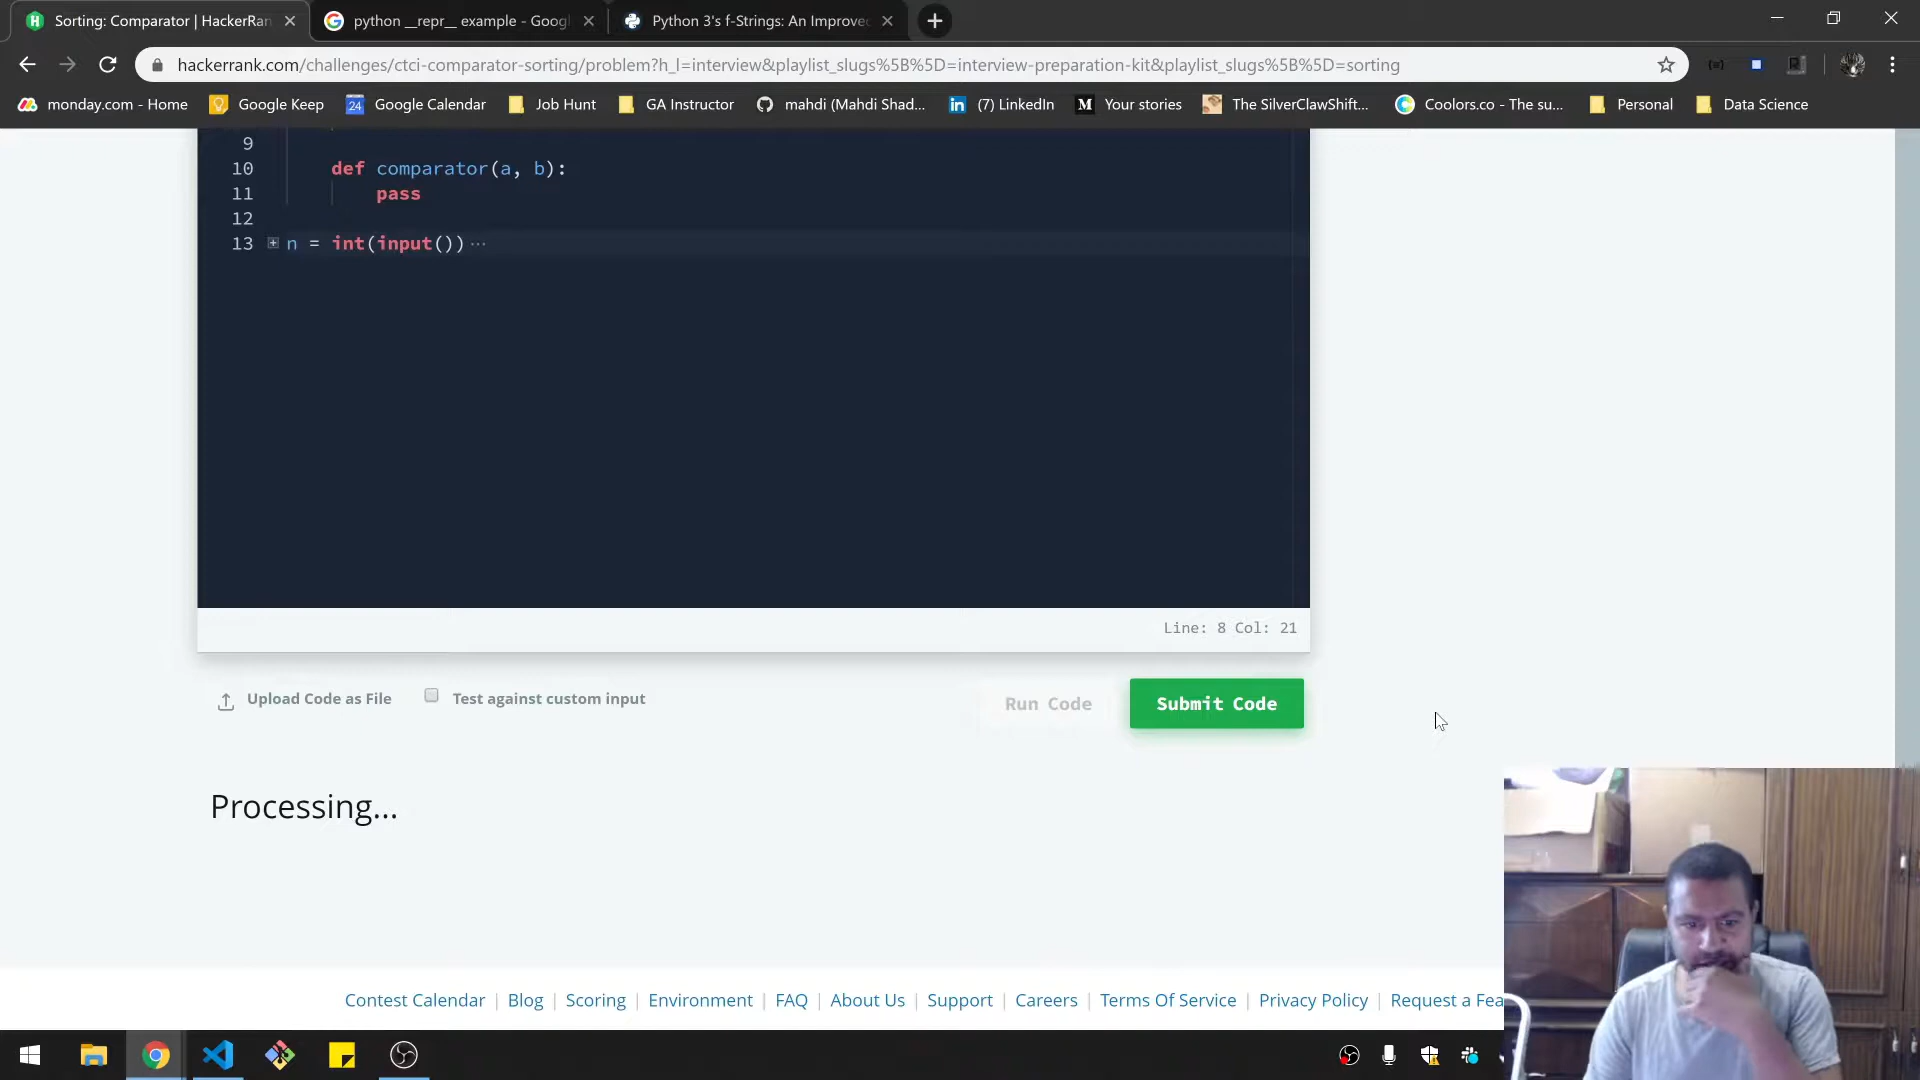 Sorting: Comparator | HackerRan
python __repr__ example - Googl
Python 3's f-Strings: An Improved
hackerrank.com/challenges/ctci-comparator-sorting/problem?h_l=interview&playlist_slugs%5B%5D=interview-preparation-kit&playlist_slugs%5B%5D=sorting
monday.com - Home
Google Keep
24
Google Calendar
Job Hunt
GA Instructor
mahdi (Mahdi Shad...
(7) LinkedIn
Your stories
The SilverClawShift...
Coolors.co - The su...
Personal
Data Science
9
10 def comparator(a, b):
11 pass
12
13 n = int(input())
Line: 8 Col: 21
Upload Code as File
Test against custom input
Run Code
Submit Code
Processing...
Contest Calendar | Blog | Scoring | Environment | FAQ | About Us | Support | Careers | Terms Of Service | Privacy Policy | Request a Fea